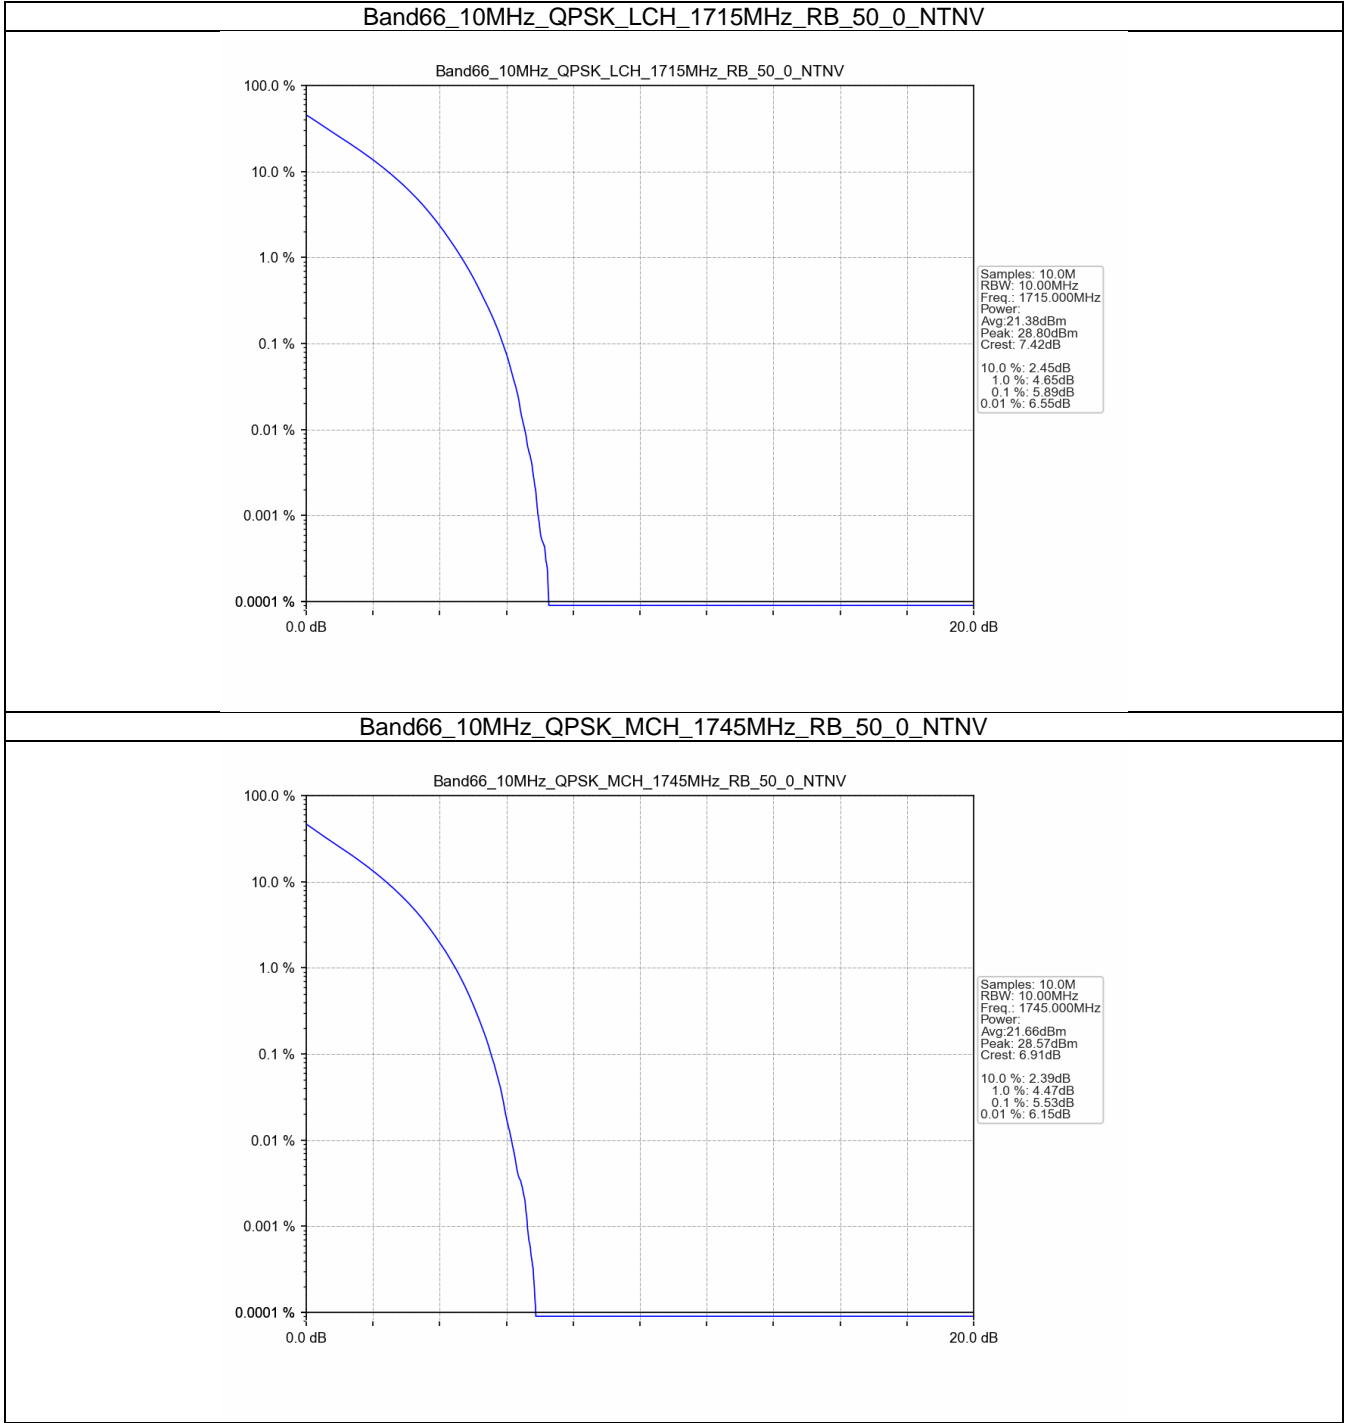 Band66_10MHz_QPSK_LCH_1715MHz_RB_50_0_NTNV
Band66_10MHz_QPSK_LCH_1715MHz_RB_50_0_NTNV
100.0 %
10.0 %
1.0 %
0.1 %
0.01 %
0.001 %
0.0001 %
0.0 dB
20.0 dB
Samples: 10.0M
RBW: 10.00MHz
Freq.: 1715.000MHz
Power:
Avg:21.38dBm
Peak: 28.80dBm
Crest: 7.42dB
10.0 %: 2.45dB
1.0 %: 4.65dB
0.1 %: 5.89dB
0.01 %: 6.55dB
Band66_10MHz_QPSK_MCH_1745MHz_RB_50_0_NTNV
Band66_10MHz_QPSK_MCH_1745MHz_RB_50_0_NTNV
100.0 %
10.0 %
1.0 %
0.1 %
0.01 %
0.001 %
0.0001 %
0.0 dB
20.0 dB
Samples: 10.0M
RBW: 10.00MHz
Freq.: 1745.000MHz
Power:
Avg:21.66dBm
Peak: 28.57dBm
Crest: 6.91dB
10.0 %: 2.39dB
1.0 %: 4.47dB
0.1 %: 5.53dB
0.01 %: 6.15dB